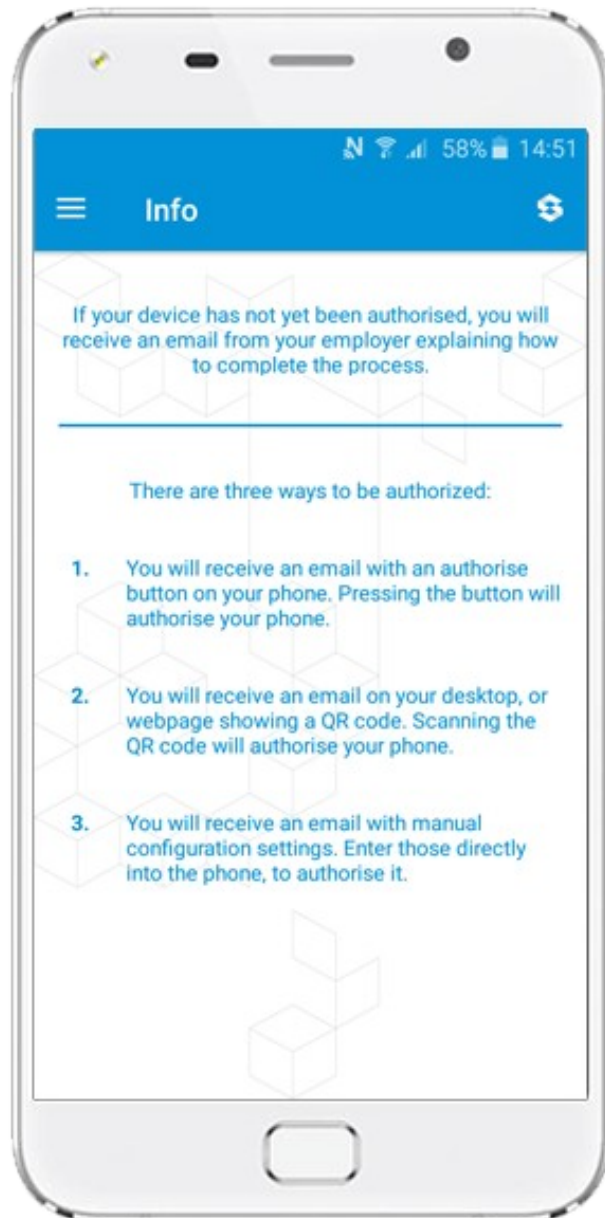 58% 14:51
Info
If your device has not yet been authorised, you will
receive an email from your employer explaining how
to complete the process.
There are three ways to be authorized:
1. You will receive an email with an authorise
button on your phone. Pressing the button will
authorise your phone.
2. You will receive an email on your desktop, or
webpage showing a QR code. Scanning the
QR code will authorise your phone.
3. You will receive an email with manual
configuration settings. Enter those directly
into the phone, to authorise it.